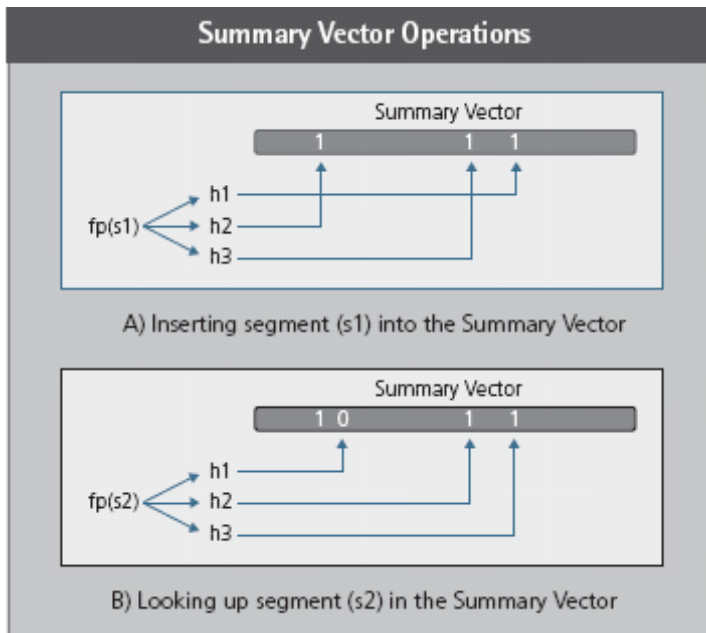 Summary Vector Operations
Summary Vector
1 1 1
h1
fp(s1) h2
h3
A) Inserting segment (s1) into the Summary Vector
Summary Vector
1 0 1 1
h1
fp(s2) h2
h3
B) Looking up segment (s2) in the Summary Vector